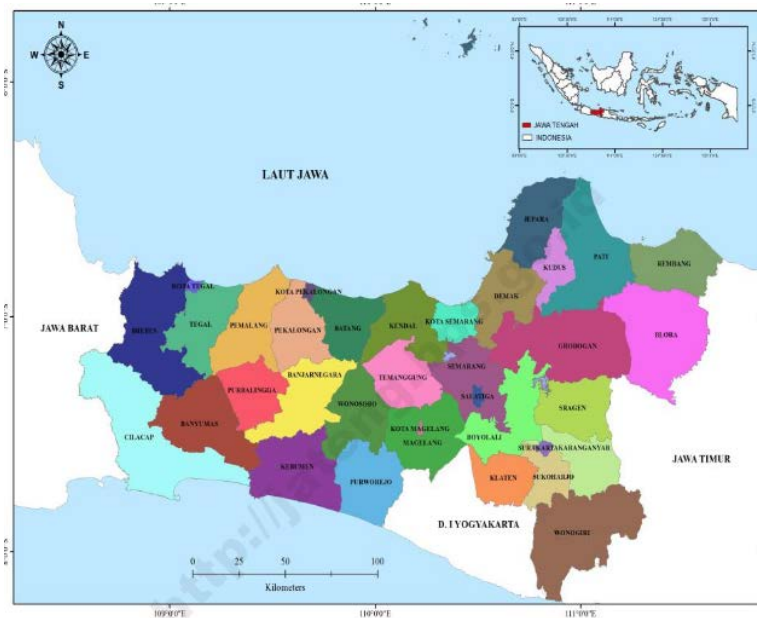 N
W E
S
JAWA TENGAH
INDONESIA
LAUT JAWA
JEPARA
PATI
KUDUS
REMBANG
KOTA TEGAL
KOTA PEKALONGAN
DEMAK
JAWA BARAT
BREBES
TEGAL
PEMALANG
PEKALONGAN
BATANG
KENDAL
KOTA SEMARANG
BLORA
GROBOGAN
SEMARANG
BANJARNEGARA
TEMANGGUNG
PURBALINGGA
WONOSOBO
SALATIGA
SRAGEN
BANYUMAS
KOTA MAGELANG
CILACAP
MAGELANG
BOYOLALI
SURAKARTA
KARANGANYAR
JAWA TIMUR
KEBUMEN
PURWOREJO
KLATEN
SUKOHARJO
D. I YOGYAKARTA
WONOGIRI
0 25 50 100
Kilometers
109°0'0"E 110°0'0"E 111°0'0"E